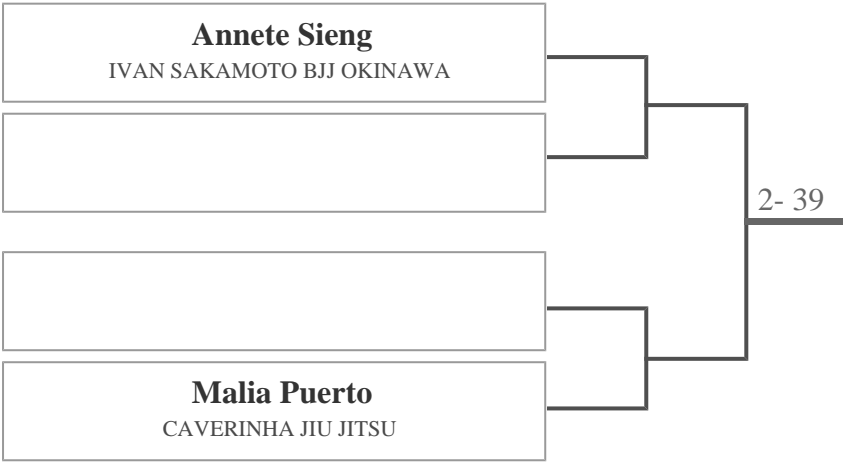 Annete Sieng
IVAN SAKAMOTO BJJ OKINAWA
2- 39
Malia Puerto
CAVERINHA JIU JITSU